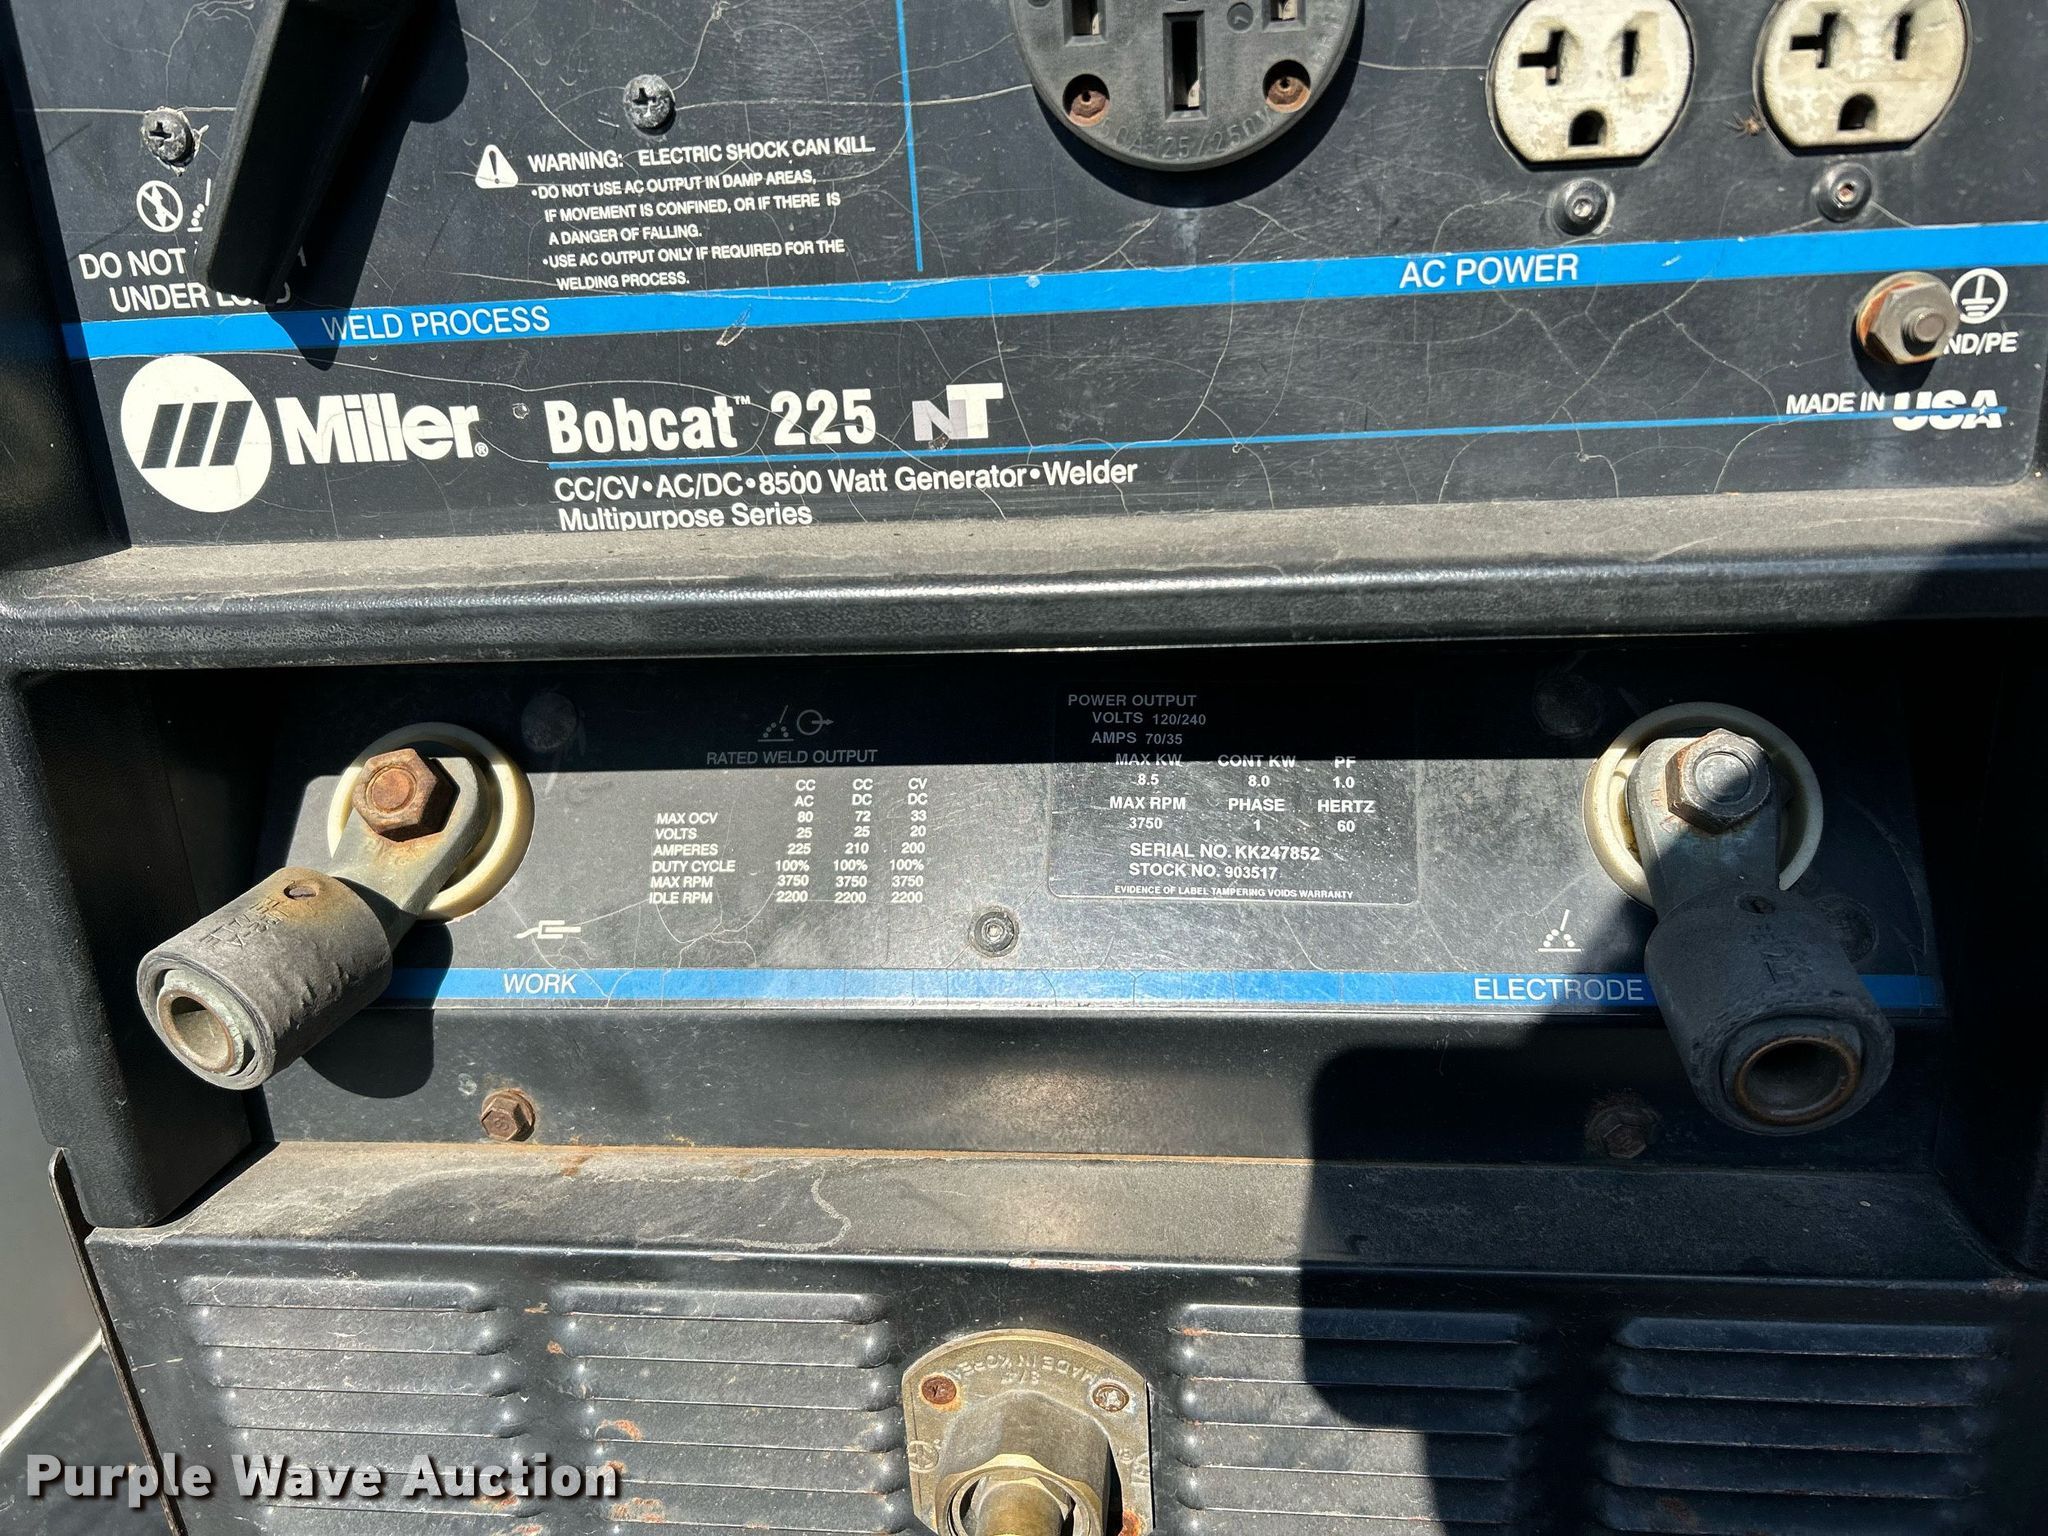 WARNING: ELECTRIC SHOCK CAN KILL.
•DO NOT USE AC OUTPUT IN DAMP AREAS,
IF MOVEMENT IS CONFINED, OR IF THERE IS
A DANGER OF FALLING.
•USE AC OUTPUT ONLY IF REQUIRED FOR THE
WELDING PROCESS.
DO NOT
UNDER
125/250V
WELD PROCESS
AC POWER
ND/PE
Miller®
Bobcat™ 225 NT
MADE IN USA
CC/CV•AC/DC•8500 Watt Generator•Welder
Multipurpose Series
RATED WELD OUTPUT
CC CC CV
AC DC DC
MAX OCV 80 72 33
VOLTS 25 25 20
AMPERES 225 210 200
DUTY CYCLE 100% 100% 100%
MAX RPM 3750 3750 3750
IDLE RPM 2200 2200 2200
POWER OUTPUT
VOLTS 120/240
AMPS 70/35
MAX KW CONT KW PF
8.5 8.0 1.0
MAX RPM PHASE HERTZ
3750 1 60
SERIAL NO. KK247852
STOCK NO. 903517
EVIDENCE OF LABEL TAMPERING VOIDS WARRANTY
WORK
ELECTRODE
MADE IN KOREA
Purple Wave Auction